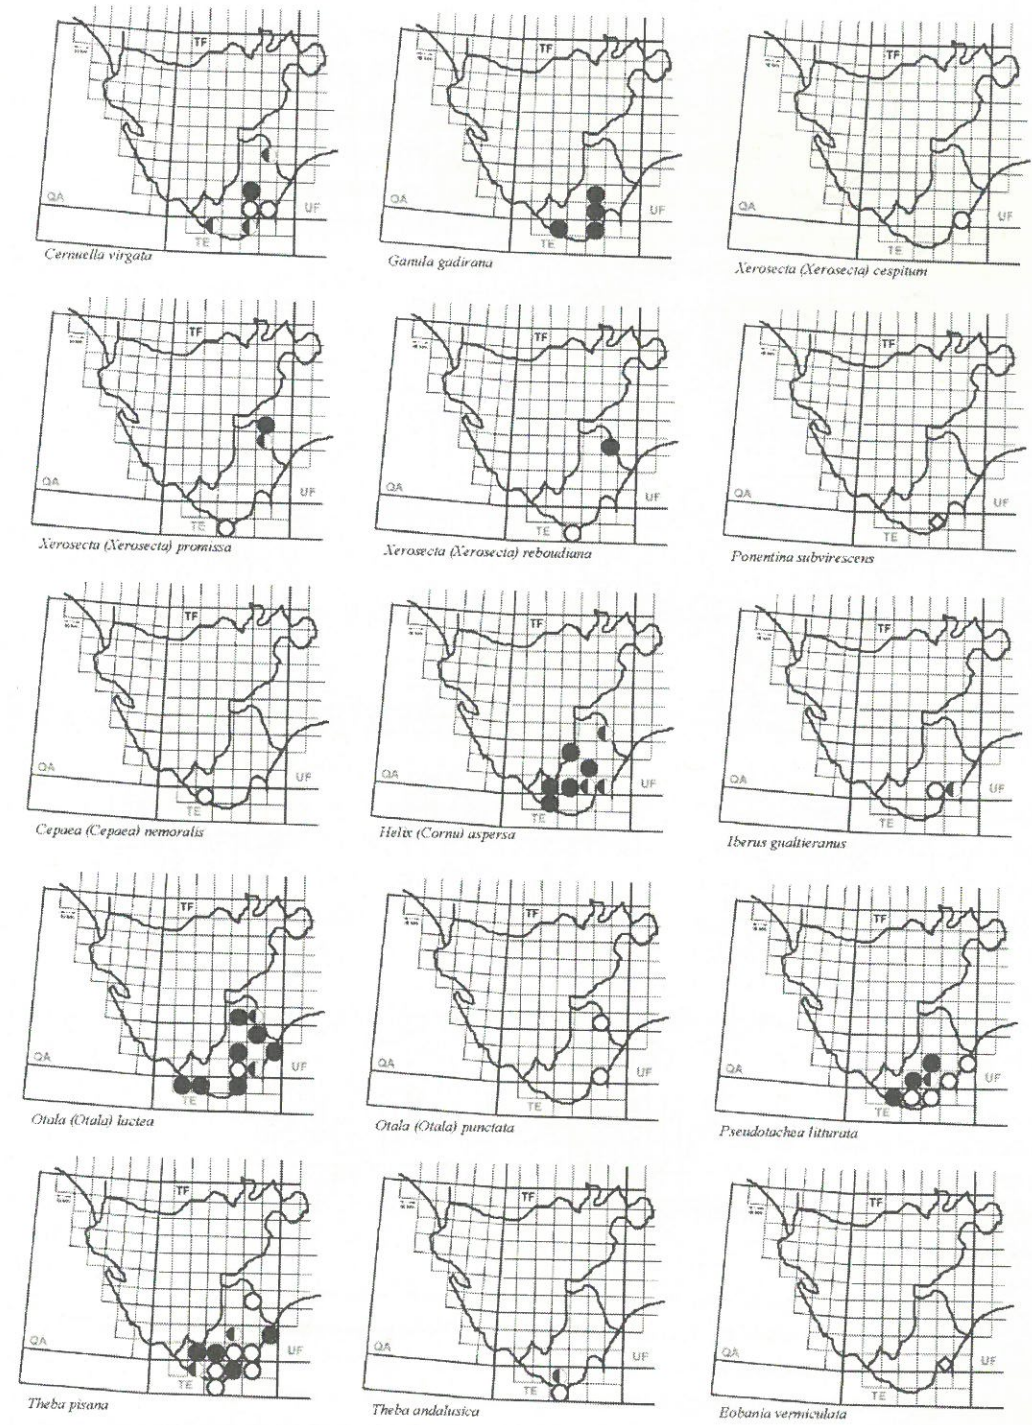 TF TF TF
QA UF QA UF QA UF
TE TE TE
Cernuella virgata Ganula gadirana Xerosecta (Xerosecta) cespitum
TF TF TF
QA UF QA UF QA UF
TE TE TE
Xerosecta (Xerosecta) promissa Xerosecta (Xerosecta) reboudiana Ponentina subvirescens
TF TF TF
QA UF QA UF QA UF
TE TE TE
Cepaea (Cepaea) nemoralis Helix (Cornu) aspersa Iberus gualtieranus
TF TF TF
QA UF QA UF QA UF
TE TE TE
Otala (Otala) lactea Otala (Otala) punctata Pseudotachea litturata
TF TF TF
QA UF QA UF QA UF
TE TE TE
Theba pisana Theba andalusica Eobania vermiculata